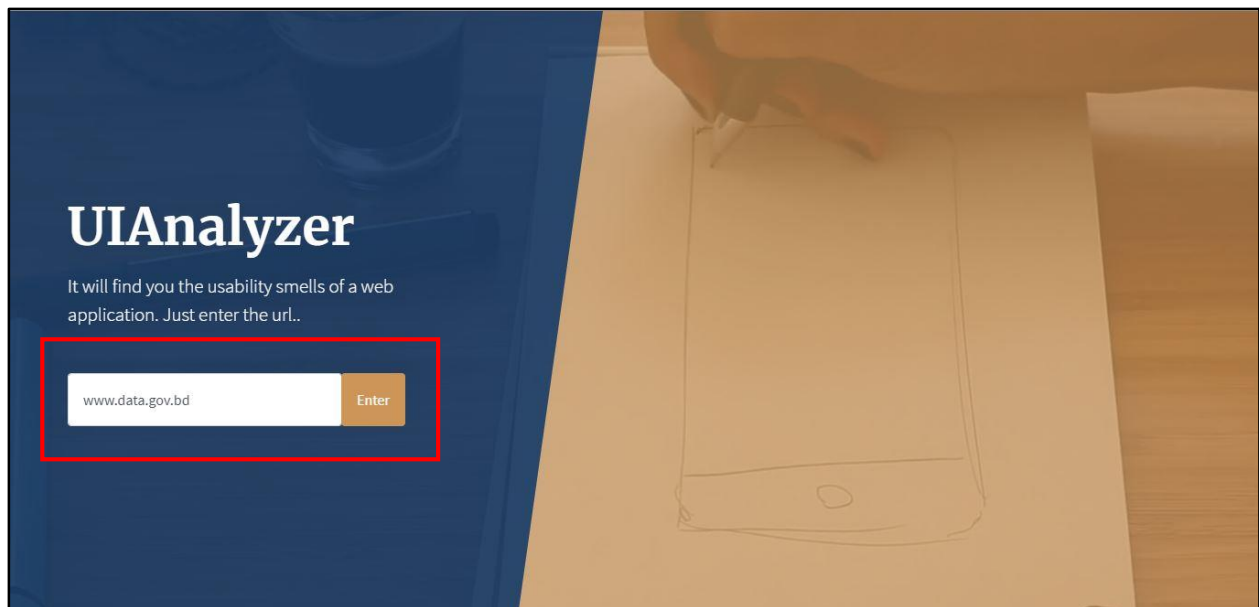 UIAnalyzer
It will find you the usability smells of a web
application. Just enter the url..
www.data.gov.bd
Enter